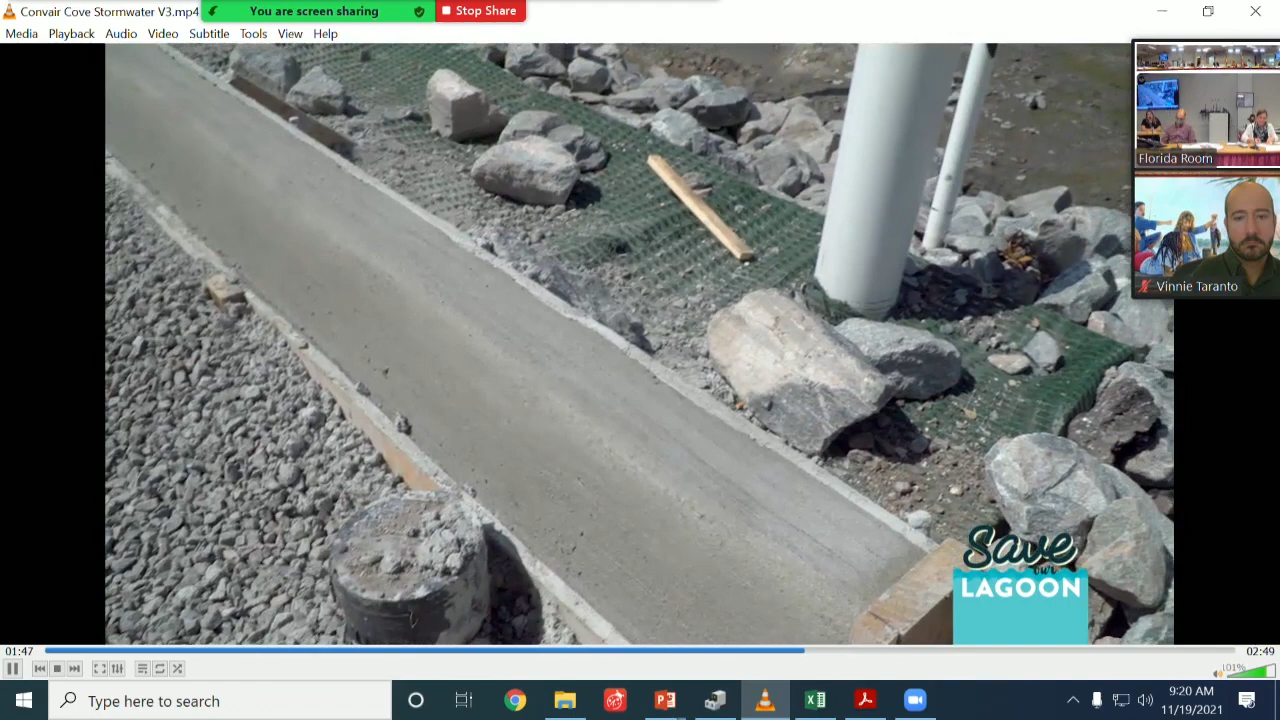 Convair Cove Stormwater V3.mp4
You are screen sharing
Stop Share
Media Playback Audio Video Subtitle Tools View Help
Florida Room
Vinnie Taranto
Save
our
LAGOON
01:47
02:49
101%
Type here to search
9:20 AM
11/19/2021